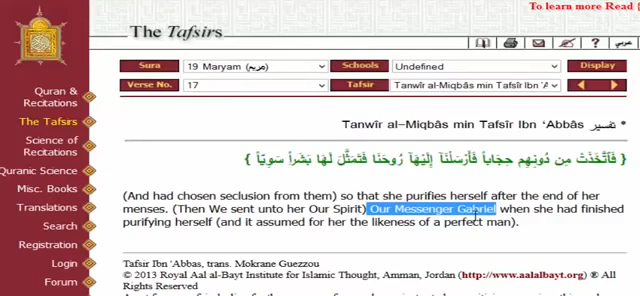 To learn more Read
The Tafsirs
عربي
Sura
19 Maryam (مريم)
Schools
Undefined
Display
Verse No.
17
Tafsir
Tanwîr al-Miqbâs min Tafsîr Ibn 'A
Quran & Recitations
The Tafsirs
Science of Recitations
Quranic Science
Misc. Books
Translations
Search
Registration
Login
Forum
* تفسير Tanwîr al-Miqbâs min Tafsîr Ibn 'Abbâs
{ فَٱتَّخَذَتْ مِن دُونِهِم حِجَاباً فَأَرْسَلْنَآ إِلَيْهَآ رُوحَنَا فَتَمَثَّلَ لَهَا بَشَراً سَوِيّاً }
(And had chosen seclusion from them) so that she purifies herself after the end of her
menses. (Then We sent unto her Our Spirit) Our Messenger Gabriel when she had finished
purifying herself (and it assumed for her the likeness of a perfect man).
Tafsir Ibn 'Abbas, trans. Mokrane Guezzou
© 2013 Royal Aal al-Bayt Institute for Islamic Thought, Amman, Jordan (http://www.aalalbayt.org) ® All
Rights Reserved